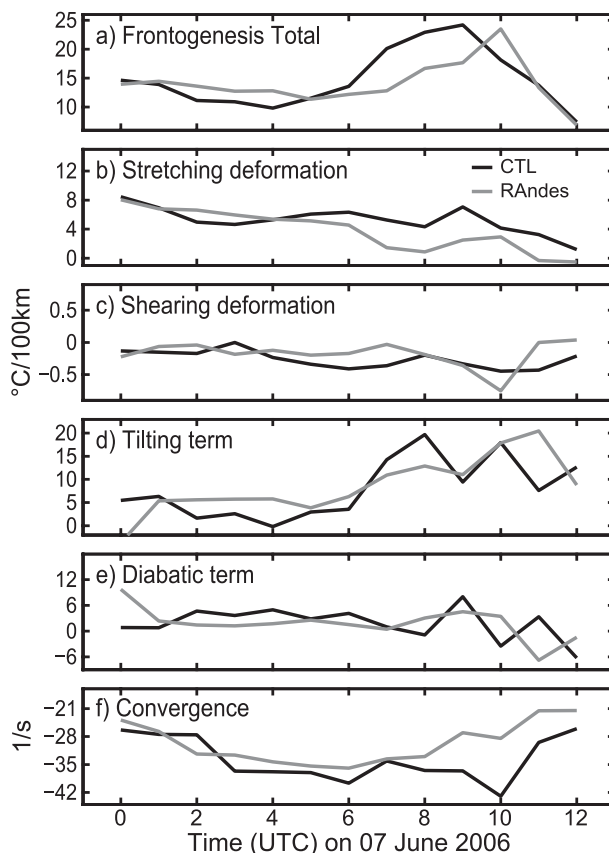 25
a) Frontogenesis Total
20
15
10
12
b) Stretching deformation
CTL
RAndes
8
4
0
c) Shearing deformation
0.5
0
−0.5
°C/100km
20
d) Tilting term
15
10
5
0
e) Diabatic term
12
6
0
−6
f) Convergence
−21
−28
−35
−42
1/s
0 2 4 6 8 10 12
Time (UTC) on 07 June 2006